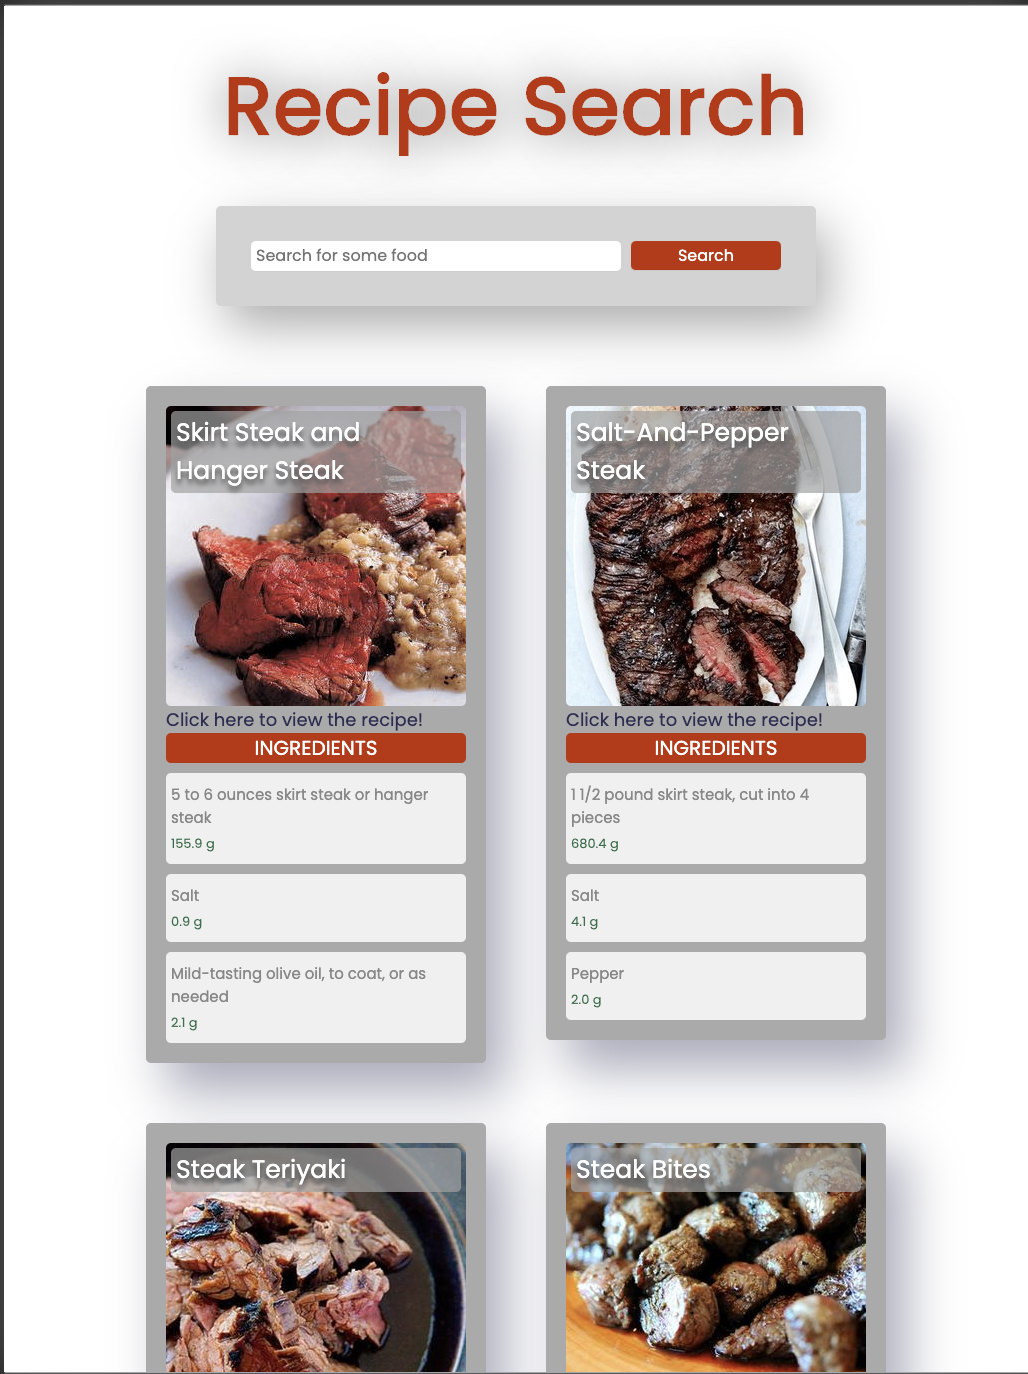 Recipe Search
Search for some food
Search
Skirt Steak and
Hanger Steak
Click here to view the recipe!
INGREDIENTS
5 to 6 ounces skirt steak or hanger
steak
155.9 g
Salt
0.9 g
Mild-tasting olive oil, to coat, or as
needed
2.1 g
Salt-And-Pepper
Steak
Click here to view the recipe!
INGREDIENTS
1 1/2 pound skirt steak, cut into 4
pieces
680.4 g
Salt
4.1 g
Pepper
2.0 g
Steak Teriyaki
Steak Bites